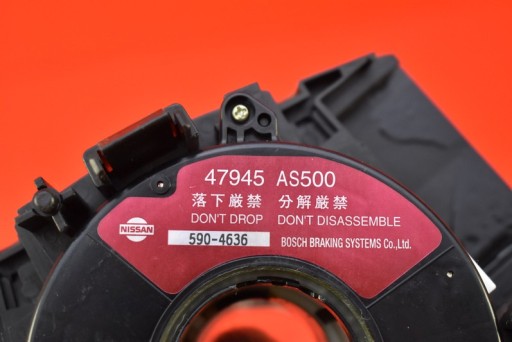 47945 AS500
落下厳禁 分解厳禁
DON'T DROP DON'T DISASSEMBLE
NISSAN 590-4636 BOSCH BRAKING SYSTEMS Co.,Ltd.